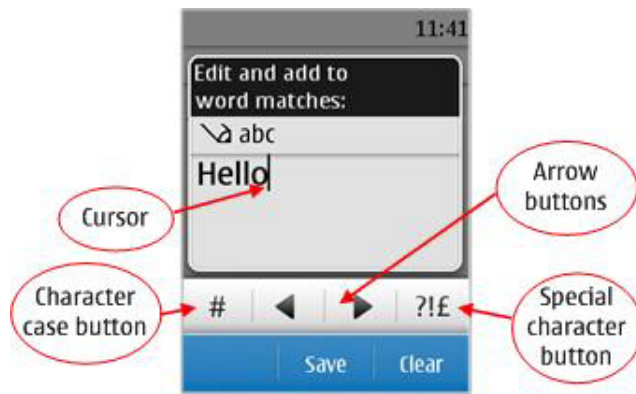 11:41
Edit and add to
word matches:
abc
Hello
Cursor
Arrow
buttons
Character
case button
#
?!£
Special
character
button
Save Clear